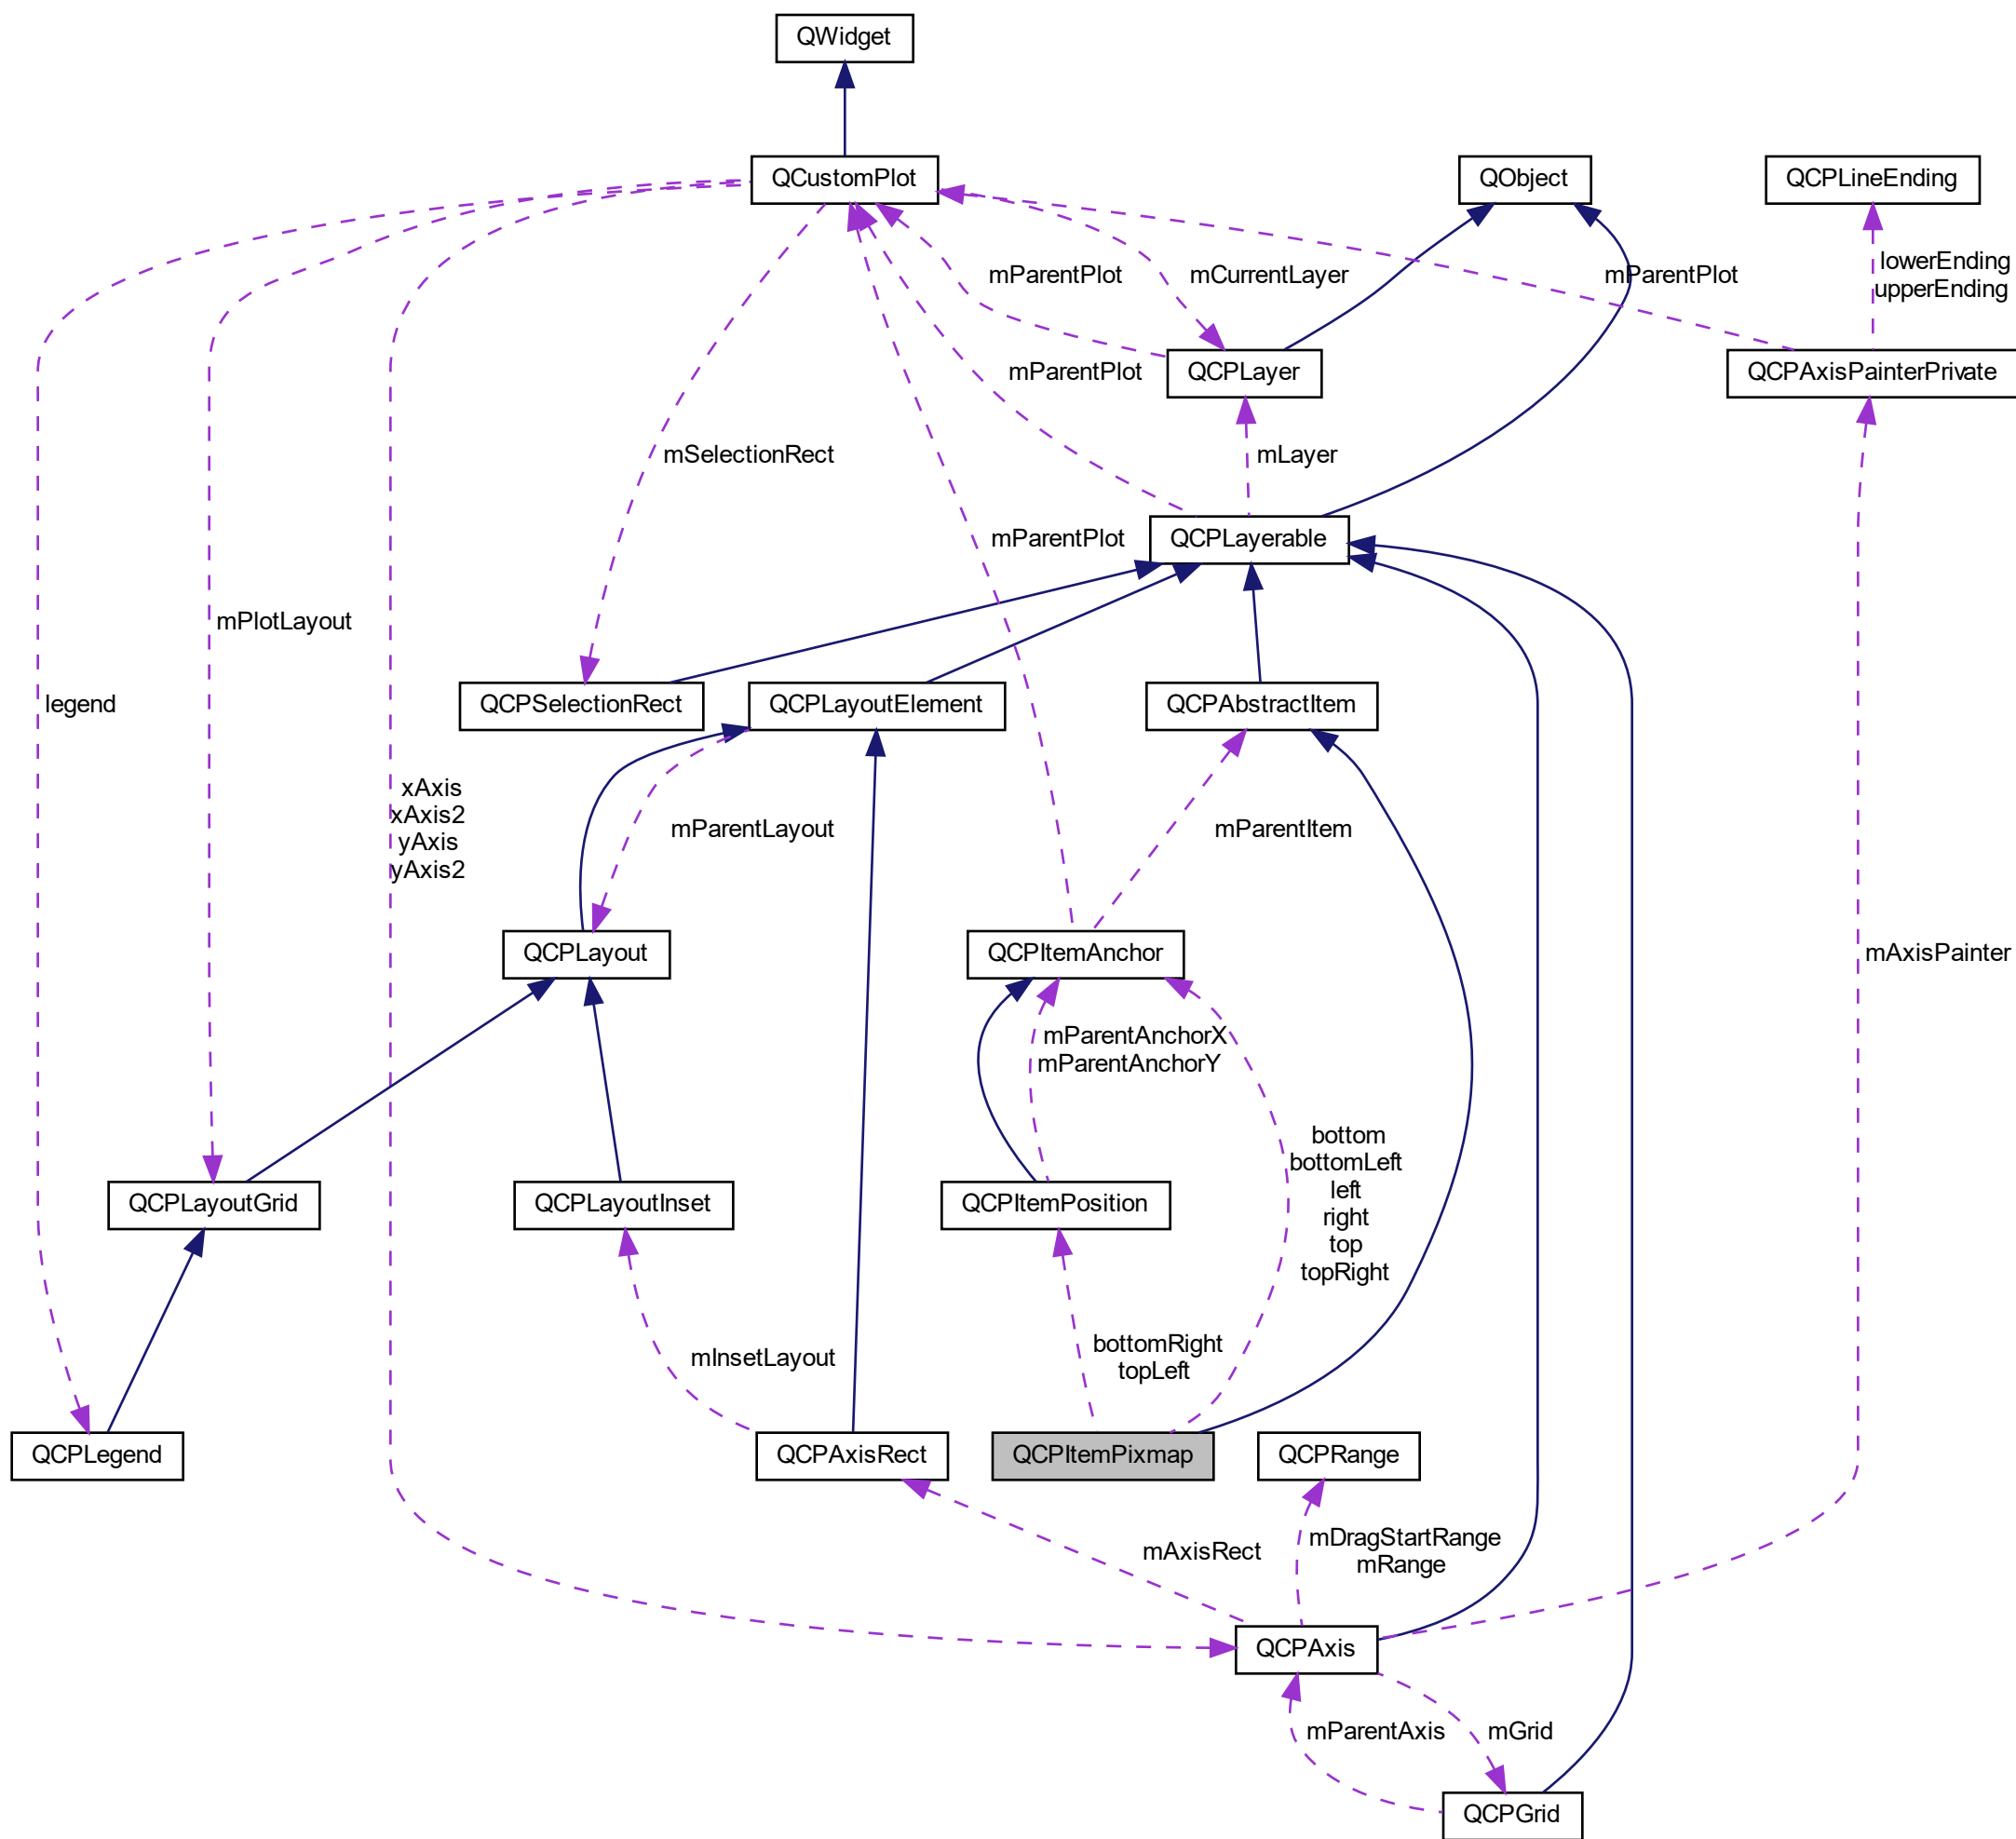 QWidget
QCustomPlot
QObject
QCPLineEnding
mParentPlot
mCurrentLayer
mParentPlot
lowerEnding
upperEnding
mParentPlot
QCPLayer
QCPAxisPainterPrivate
mSelectionRect
mLayer
mParentPlot
QCPLayerable
mPlotLayout
legend
QCPSelectionRect
QCPLayoutElement
QCPAbstractItem
xAxis
xAxis2
yAxis
yAxis2
mParentLayout
mParentItem
QCPLayout
QCPItemAnchor
mAxisPainter
mParentAnchorX
mParentAnchorY
bottom
bottomLeft
left
right
top
topRight
QCPLayoutGrid
QCPLayoutInset
QCPItemPosition
mInsetLayout
bottomRight
topLeft
QCPLegend
QCPAxisRect
QCPItemPixmap
QCPRange
mAxisRect
mDragStartRange
mRange
QCPAxis
mParentAxis
mGrid
QCPGrid